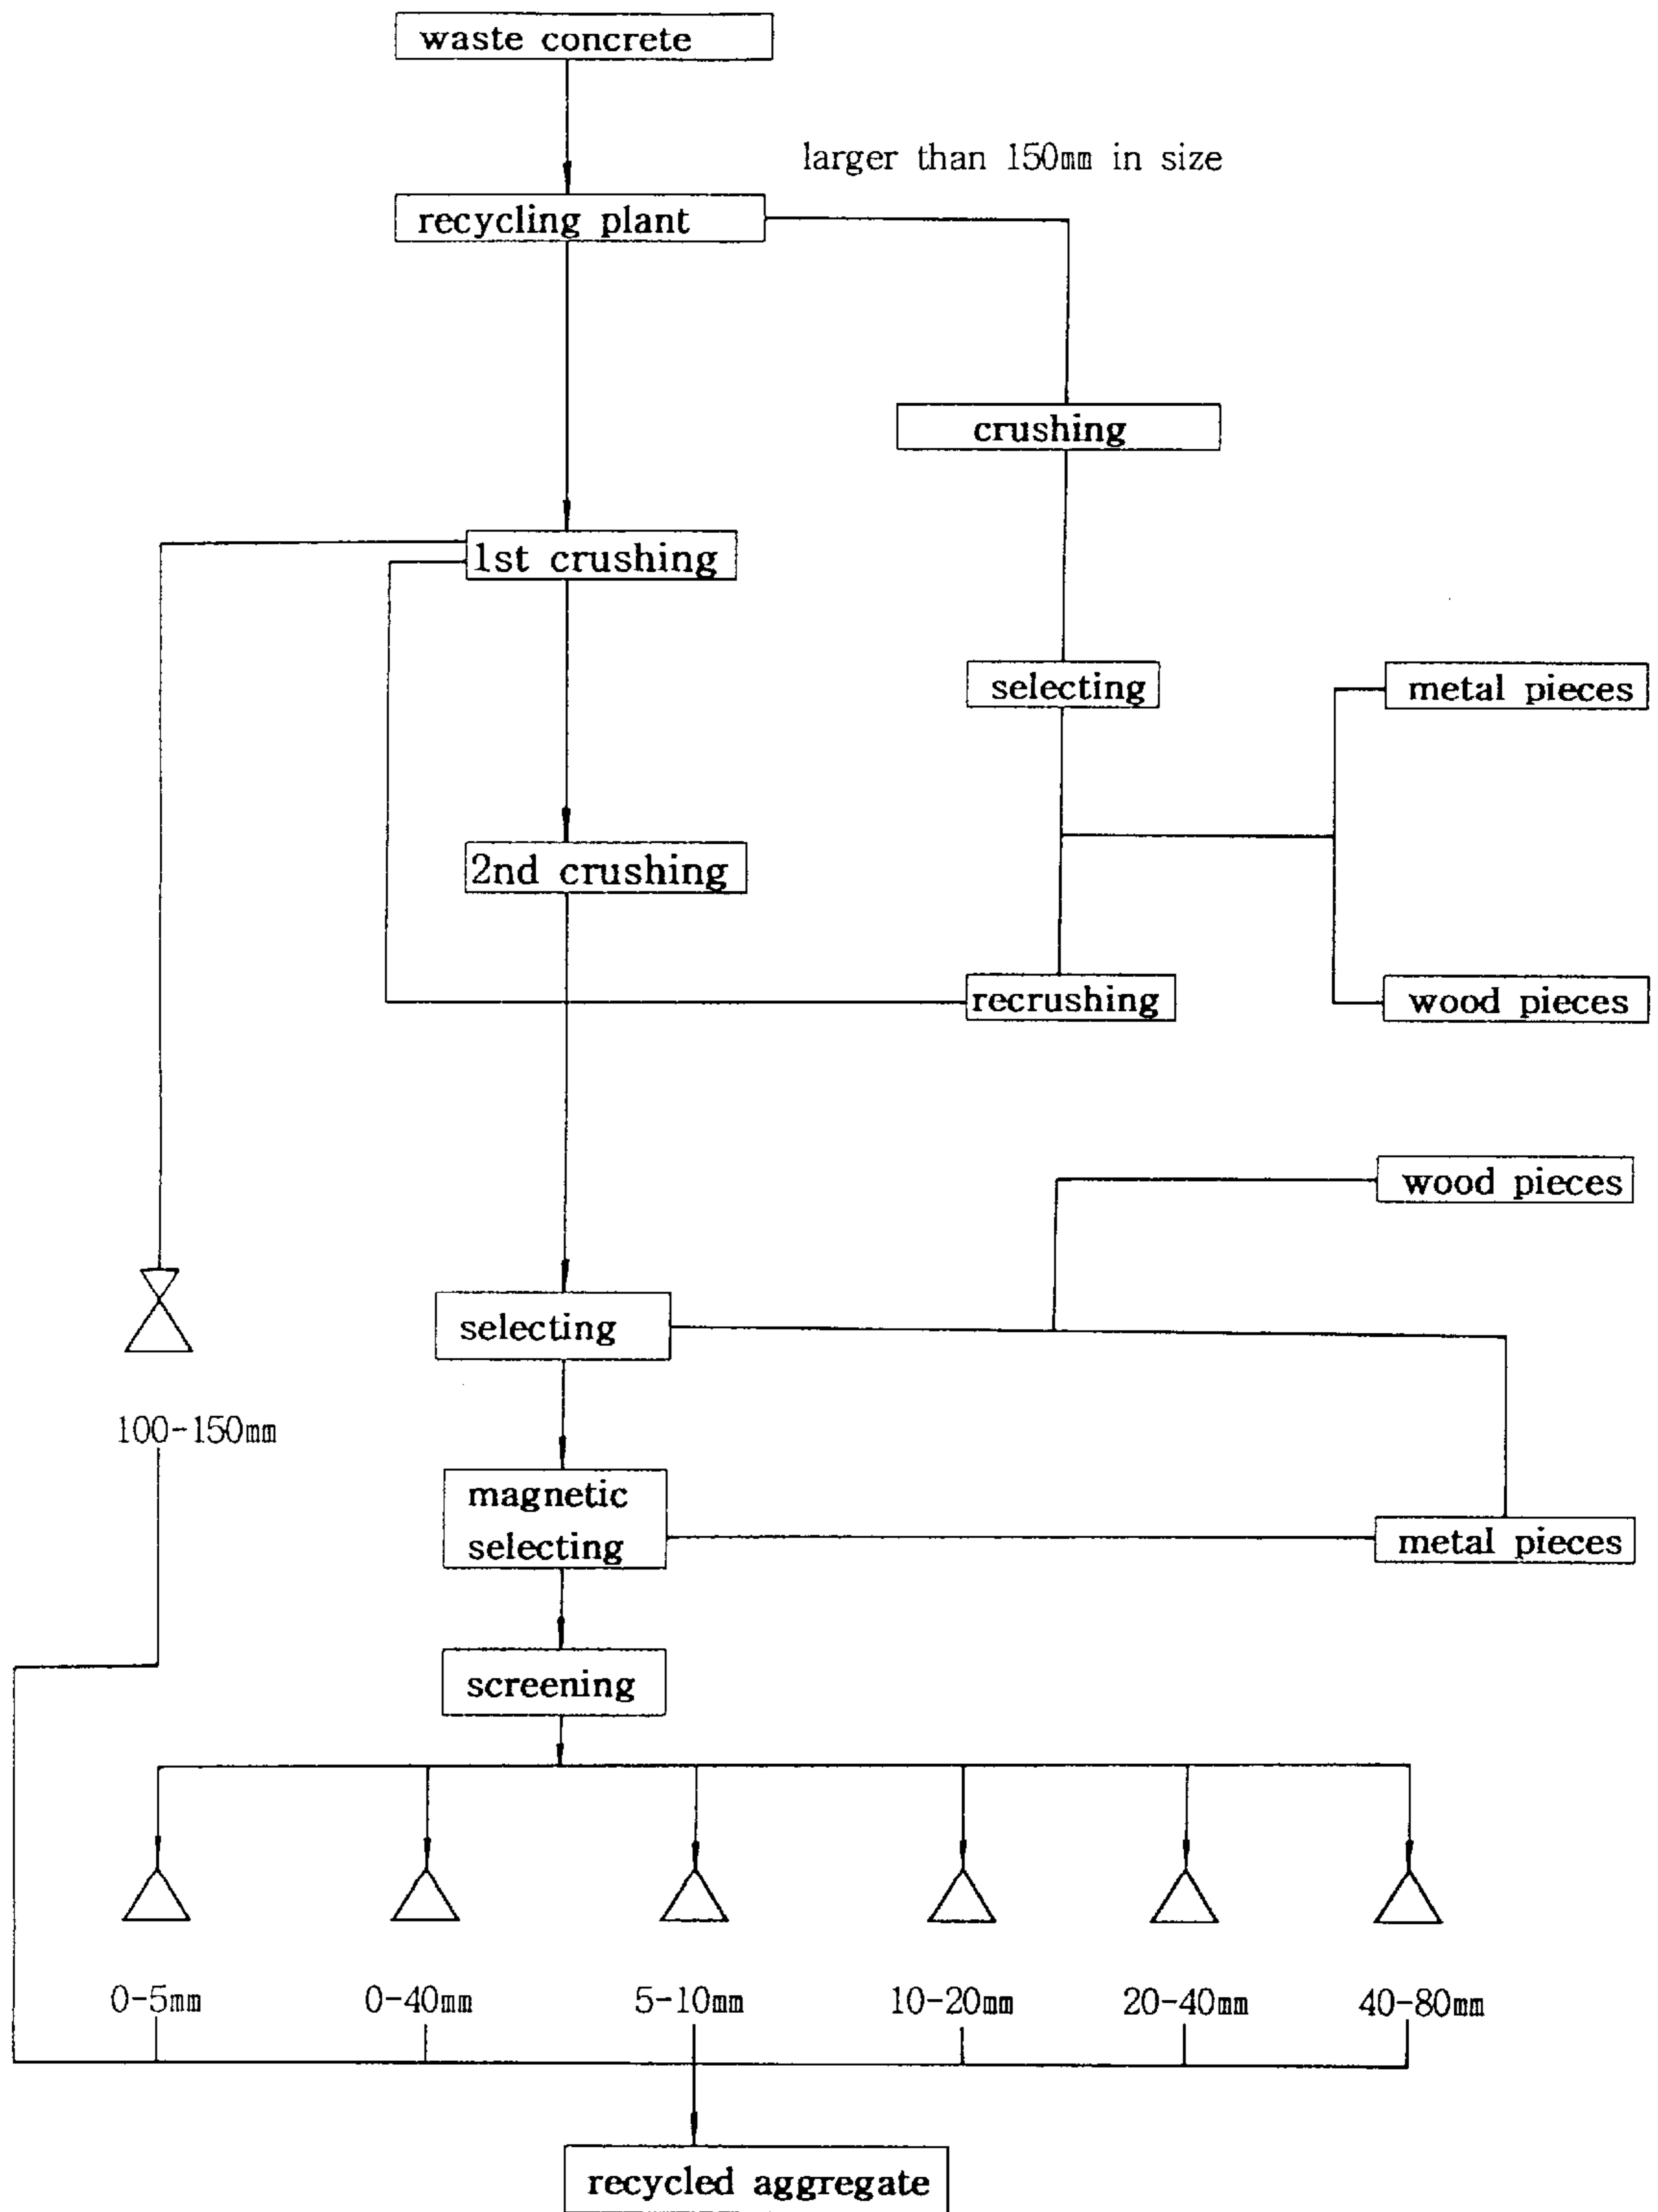 waste concrete
larger than 150mm in size
recycling plant
crushing
1st crushing
selecting
metal pieces
2nd crushing
recrushing
wood pieces
wood pieces
selecting
100-150mm
magnetic
selecting
metal pieces
screening
0-5mm
0-40mm
5-10mm
10-20mm
20-40mm
40-80mm
recycled aggregate